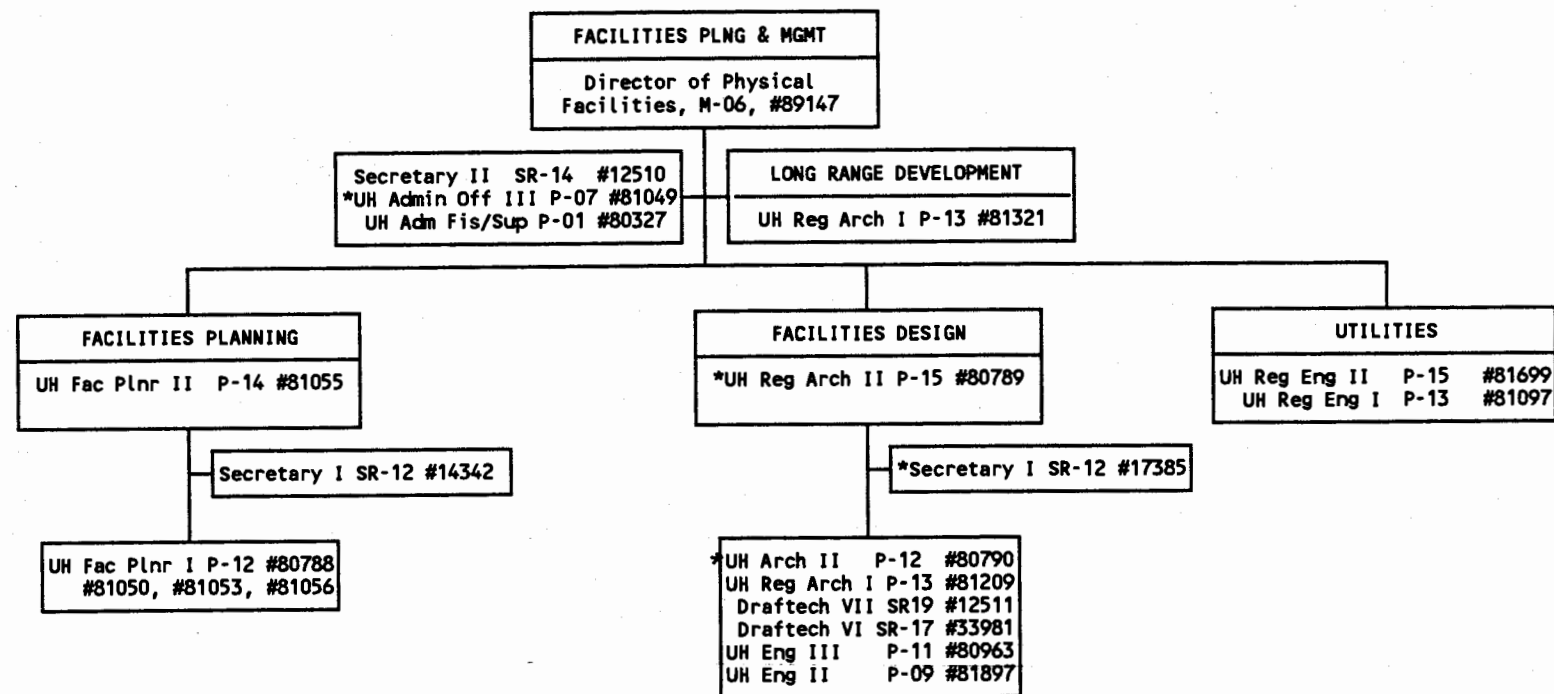 FACILITIES PLNG & MGMT
Director of Physical
Facilities, M-06, #89147
Secretary II SR-14 #12510
*UH Admin Off III P-07 #81049
UH Adm Fis/Sup P-01 #80327
LONG RANGE DEVELOPMENT
UH Reg Arch I P-13 #81321
FACILITIES PLANNING
UH Fac Plnr II P-14 #81055
Secretary I SR-12 #14342
UH Fac Plnr I P-12 #80788
#81050, #81053, #81056
FACILITIES DESIGN
*UH Reg Arch II P-15 #80789
*Secretary I SR-12 #17385
*UH Arch II P-12 #80790
UH Reg Arch I P-13 #81209
Draftech VII SR19 #12511
Draftech VI SR-17 #33981
UH Eng III P-11 #80963
UH Eng II P-09 #81897
UTILITIES
UH Reg Eng II P-15 #81699
UH Reg Eng I P-13 #81097